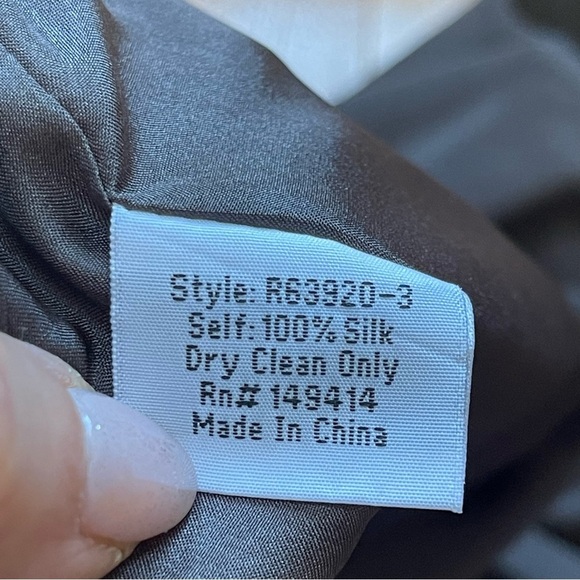 Style: R63920-3
Self: 100% Silk
Dry Clean Only
Rn# 149414
Made In China